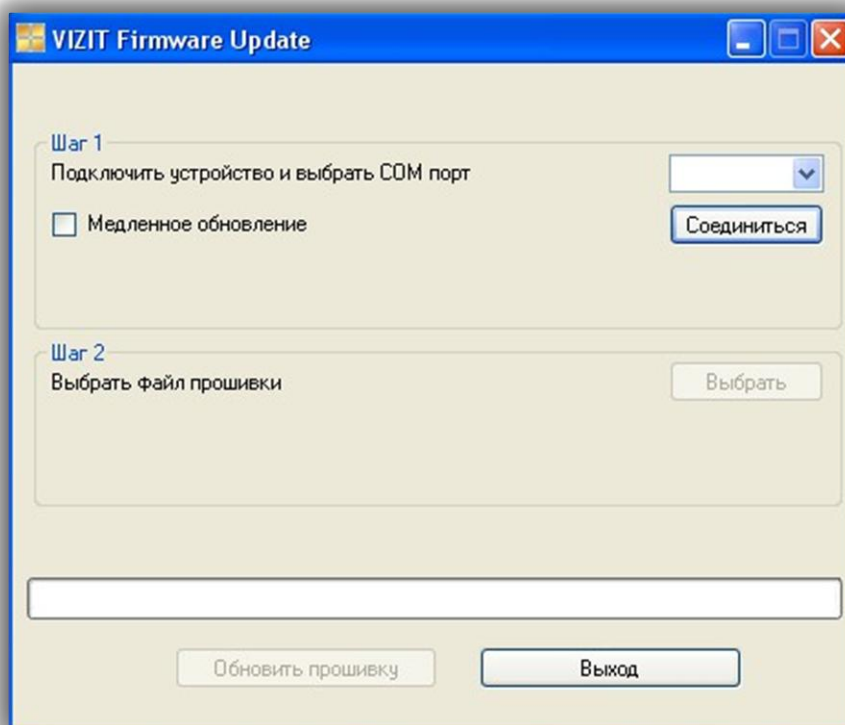 VIZIT Firmware Update
Шаг 1
Подключить устройство и выбрать COM порт
Медленное обновление
Соединиться
Шаг 2
Выбрать файл прошивки
Выбрать
Обновить прошивку
Выход